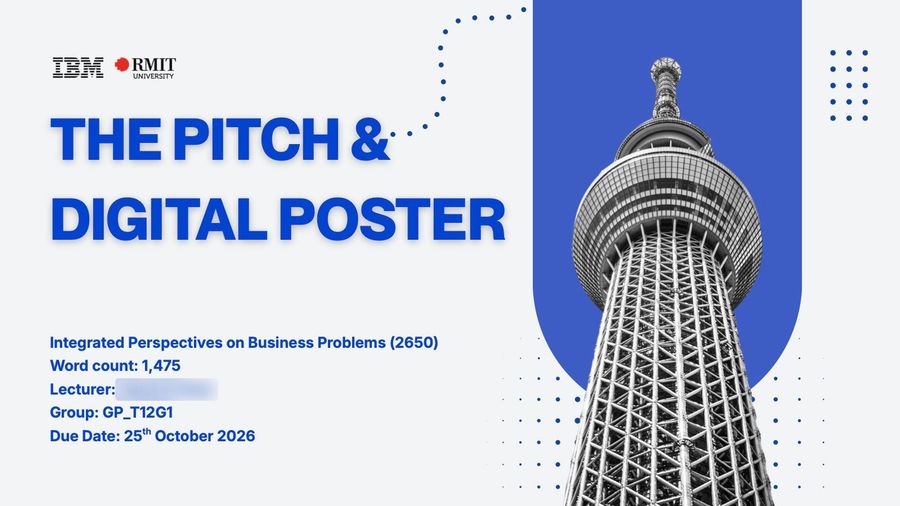 IBM
RMIT
UNIVERSITY
THE PITCH &
DIGITAL POSTER
Integrated Perspectives on Business Problems (2650)
Word count: 1,475
Lecturer:
Group: GP_T12G1
Due Date: 25th October 2026